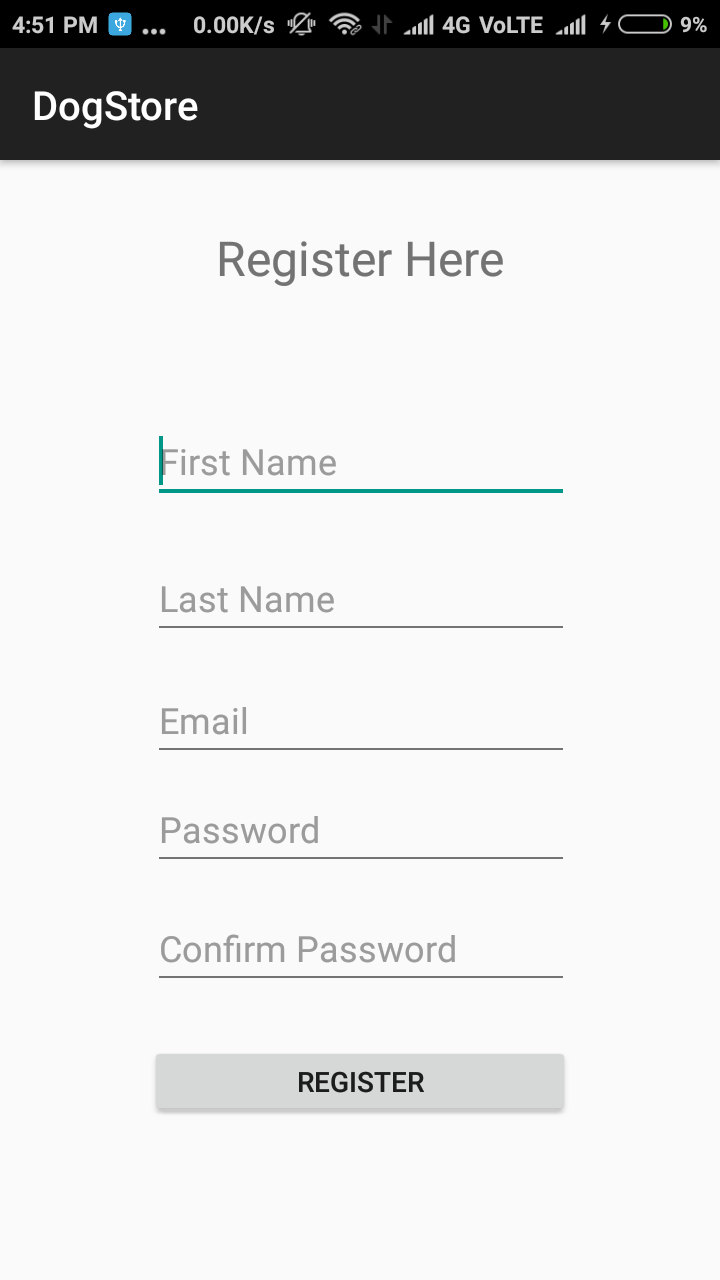 4:51 PM ... 0.00K/s 4G VoLTE 9%
DogStore
Register Here
First Name
Last Name
Email
Password
Confirm Password
REGISTER